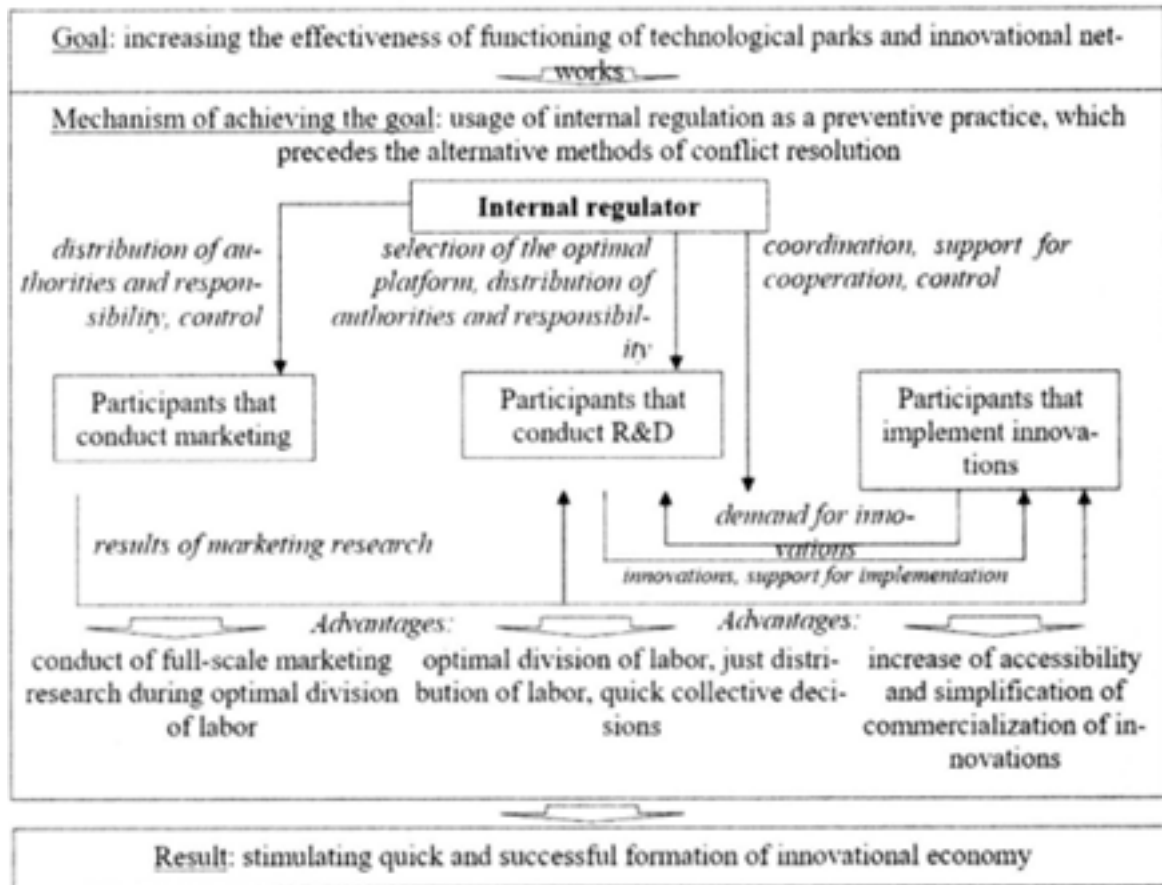 Goal: increasing the effectiveness of functioning of technological parks and innovational net-
works
Mechanism of achieving the goal: usage of internal regulation as a preventive practice, which
precedes the alternative methods of conflict resolution
Internal regulator
distribution of au-
thorities and respon-
sibility, control
selection of the optimal
platform, distribution of
authorities and responsibil-
ity
coordination, support for
cooperation, control
Participants that
conduct marketing
Participants that
conduct R&D
Participants that
implement innova-
tions
results of marketing research
demand for inno-
vations
innovations, support for implementation
Advantages:
Advantages:
conduct of full-scale marketing
research during optimal division
of labor
optimal division of labor, just distri-
bution of labor, quick collective deci-
sions
increase of accessibility
and simplification of
commercialization of in-
novations
Result: stimulating quick and successful formation of innovational economy